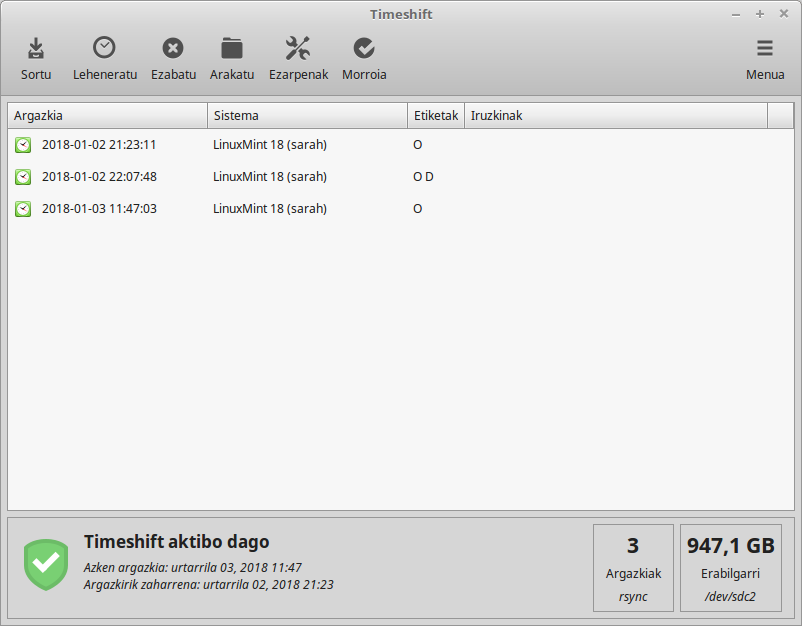 Timeshift
Sortu Leheneratu Ezabatu Arakatu Ezarpenak Morroia Menua
Argazkia Sistema Etiketak Iruzkinak
2018-01-02 21:23:11 LinuxMint 18 (sarah) O
2018-01-02 22:07:48 LinuxMint 18 (sarah) O D
2018-01-03 11:47:03 LinuxMint 18 (sarah) O
Timeshift aktibo dago
Azken argazkia: urtarrila 03, 2018 11:47
Argazkirik zaharrena: urtarrila 02, 2018 21:23
3
Argazkiak
rsync
947,1 GB
Erabilgarri
/dev/sdc2